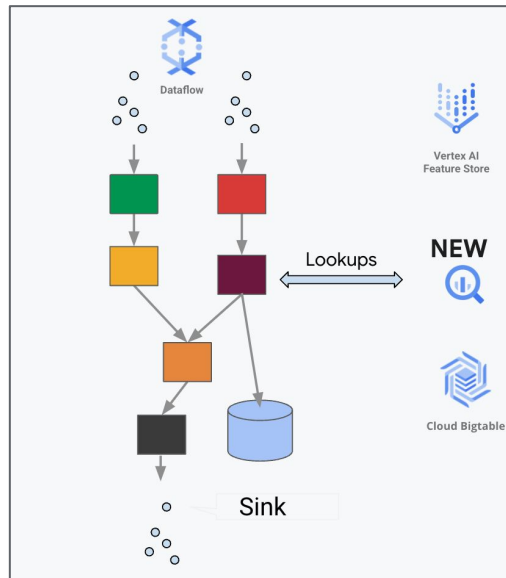 Dataflow
Vertex AI
Feature Store
NEW
Lookups
Cloud Bigtable
Sink